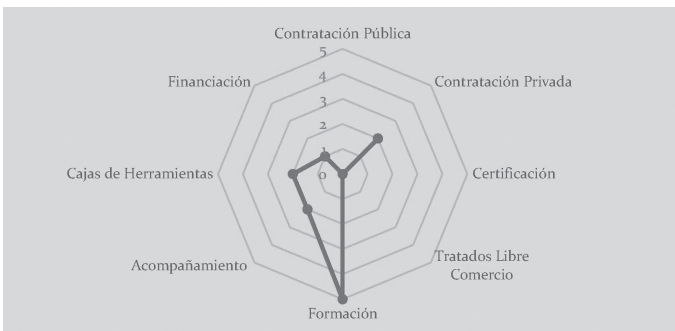 Contratación Pública
5
Financiación
Contratación Privada
4
3
2
1
Cajas de Herramientas
0
Certificación
Acompañamiento
Tratados Libre
Comercio
Formación